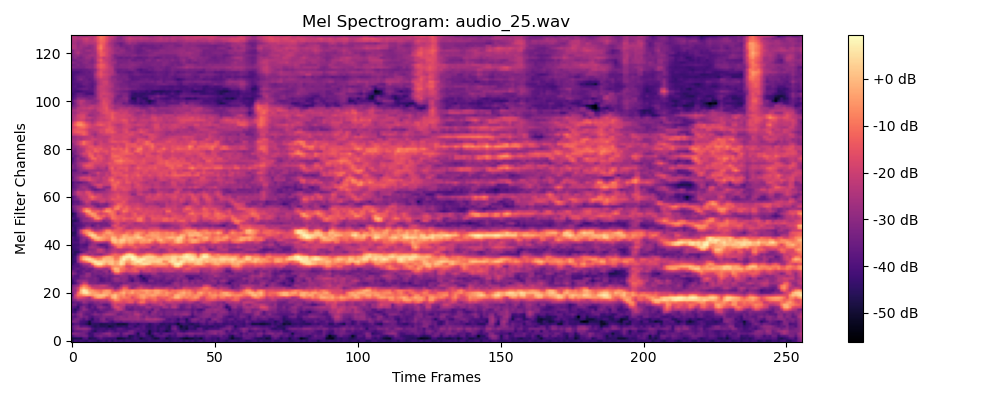 Mel Spectrogram: audio_25.wav
Mel Filter Channels
120
100
80
60
40
20
0
0 50 100 150 200 250
Time Frames
+0 dB
-10 dB
-20 dB
-30 dB
-40 dB
-50 dB